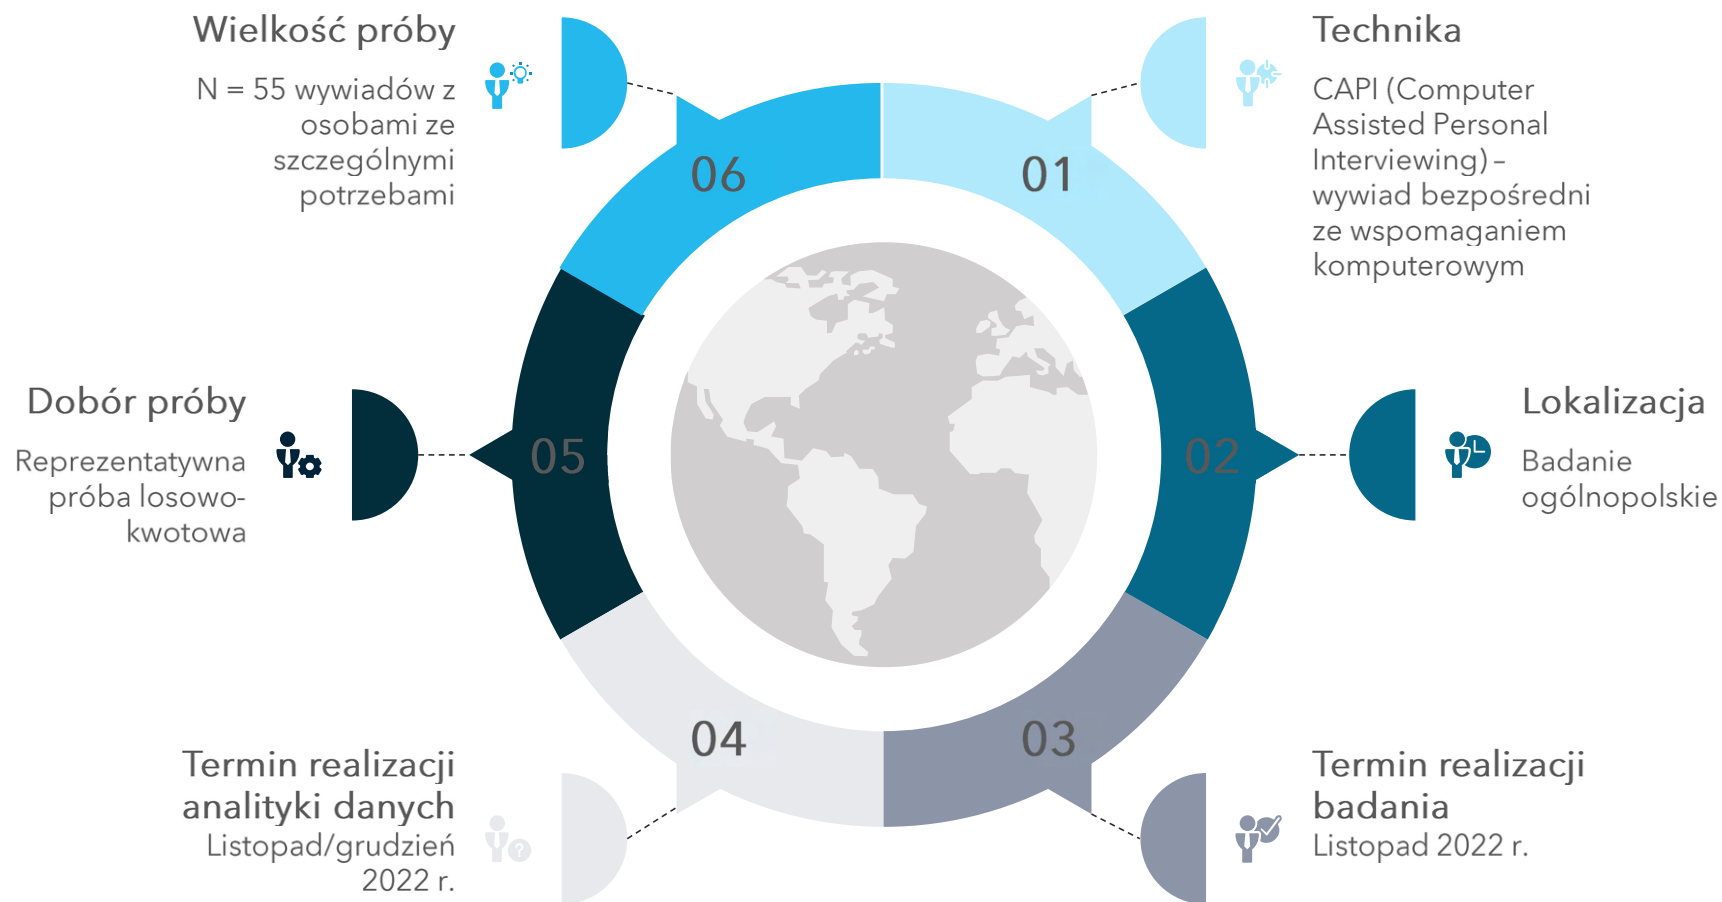 Technika
CAPI (Computer
Assisted Personal
Interviewing) –
wywiad bezpośredni
ze wspomaganiem
komputerowym
01
Lokalizacja
Badanie
ogólnopolskie
02
Termin realizacji
badania
Listopad 2022 r.
03
Termin realizacji
analityki danych
Listopad/grudzień
2022 r.
04
?
Dobór próby
Reprezentatywna
próba losowo-
kwotowa
05
Wielkość próby
N = 55 wywiadów z
osobami ze
szczególnymi
potrzebami
06